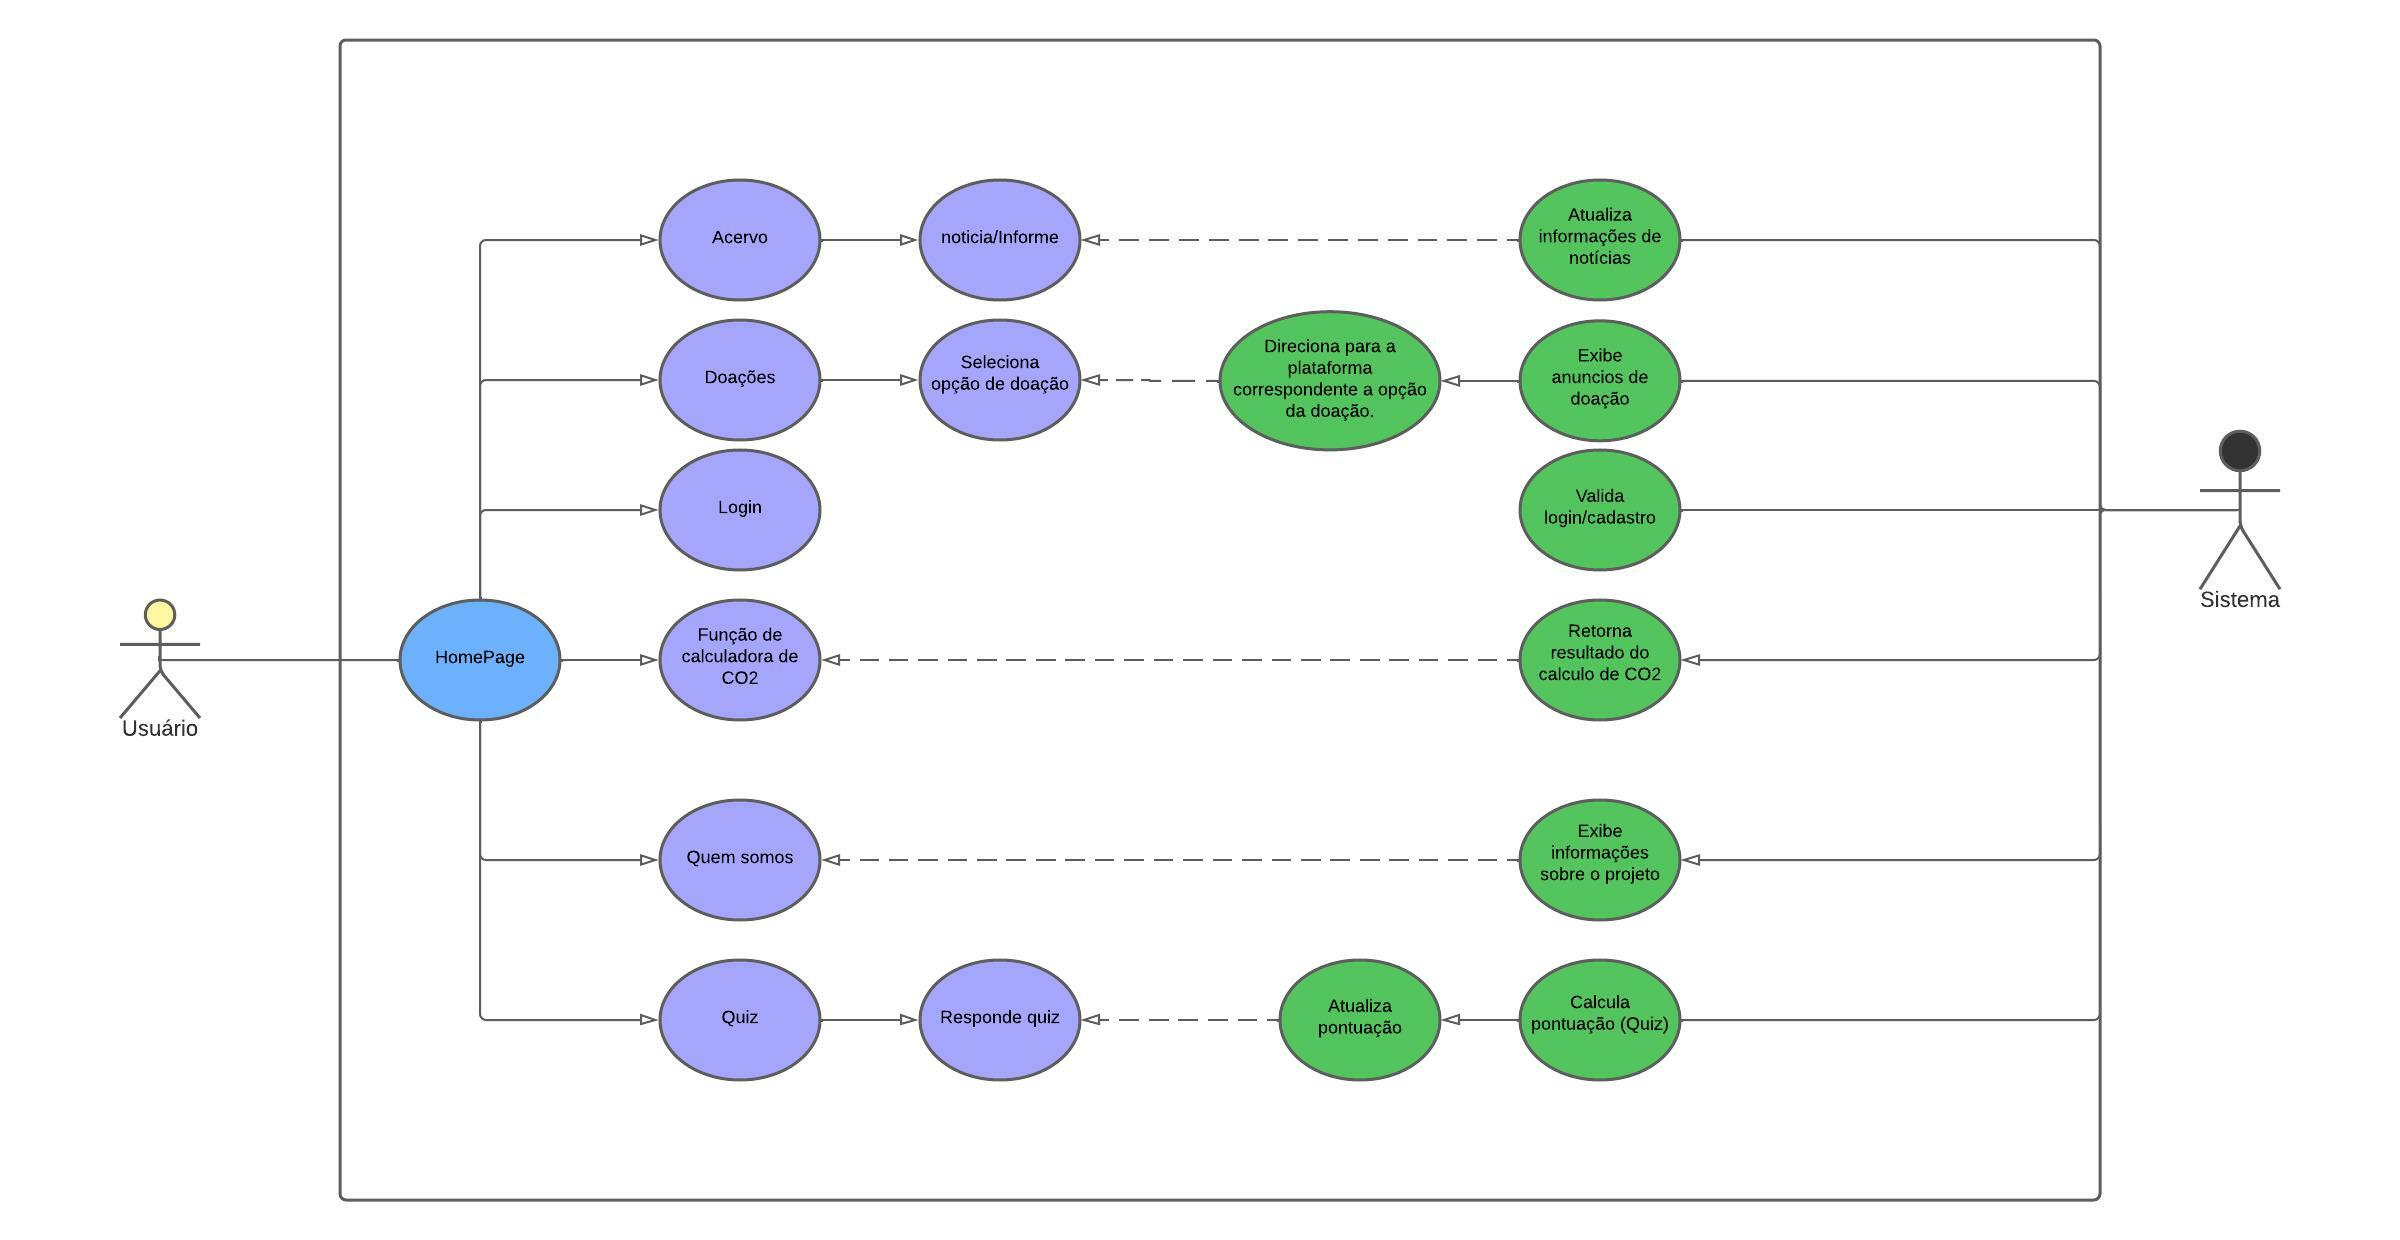 Acervo
noticia/Informe
Atualiza
informações de
notícias
Doações
Seleciona
opção de doação
Direciona para a
plataforma
correspondente a opção
da doação.
Exibe
anuncios de
doação
Login
Valida
login/cadastro
Sistema
Usuário
HomePage
Função de
calculadora de
CO2
Retorna
resultado do
calculo de CO2
Quem somos
Exibe
informações
sobre o projeto
Quiz
Responde quiz
Atualiza
pontuação
Calcula
pontuação (Quiz)